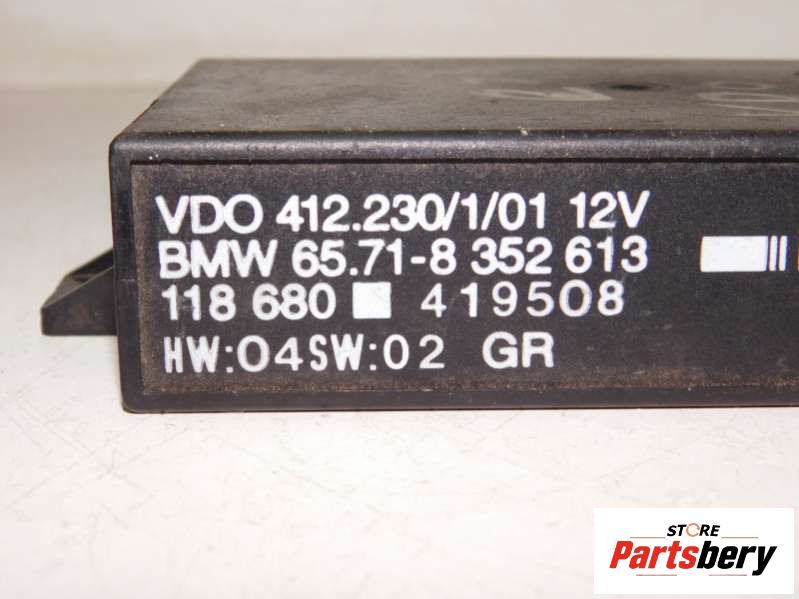 VDO 412.230/1/01 12V
BMW 65.71-8 352 613
118 680 419508
HW:04SW:02 GR
STORE
Partsbery